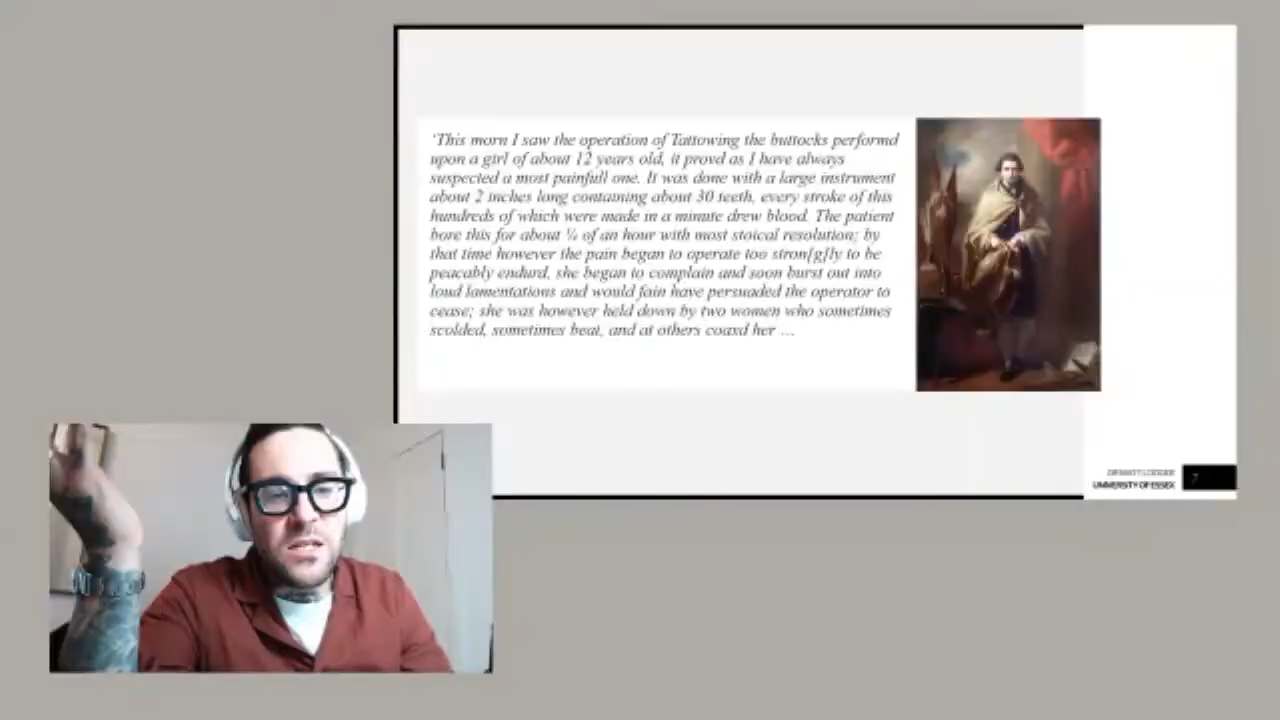 'This morn I saw the operation of Tattowing the buttocks performd
upon a girl of about 12 years old, it provd as I have always
suspected a most painfull one. It was done with a large instrument
about 2 inches long containing about 30 teeth, every stroke of this
hundreds of which were made in a minute drew blood. The patient
bore this for about ¼ of an hour with most stoical resolution; by
that time however the pain began to operate too stron[g]ly to be
peacably endurd, she began to complain and soon burst out into
loud lamentations and would fain have persuaded the operator to
cease; she was however held down by two women who sometimes
scolded, sometimes beat, and at others coaxd her ...
UNIVERSITY OF ESSEX
7